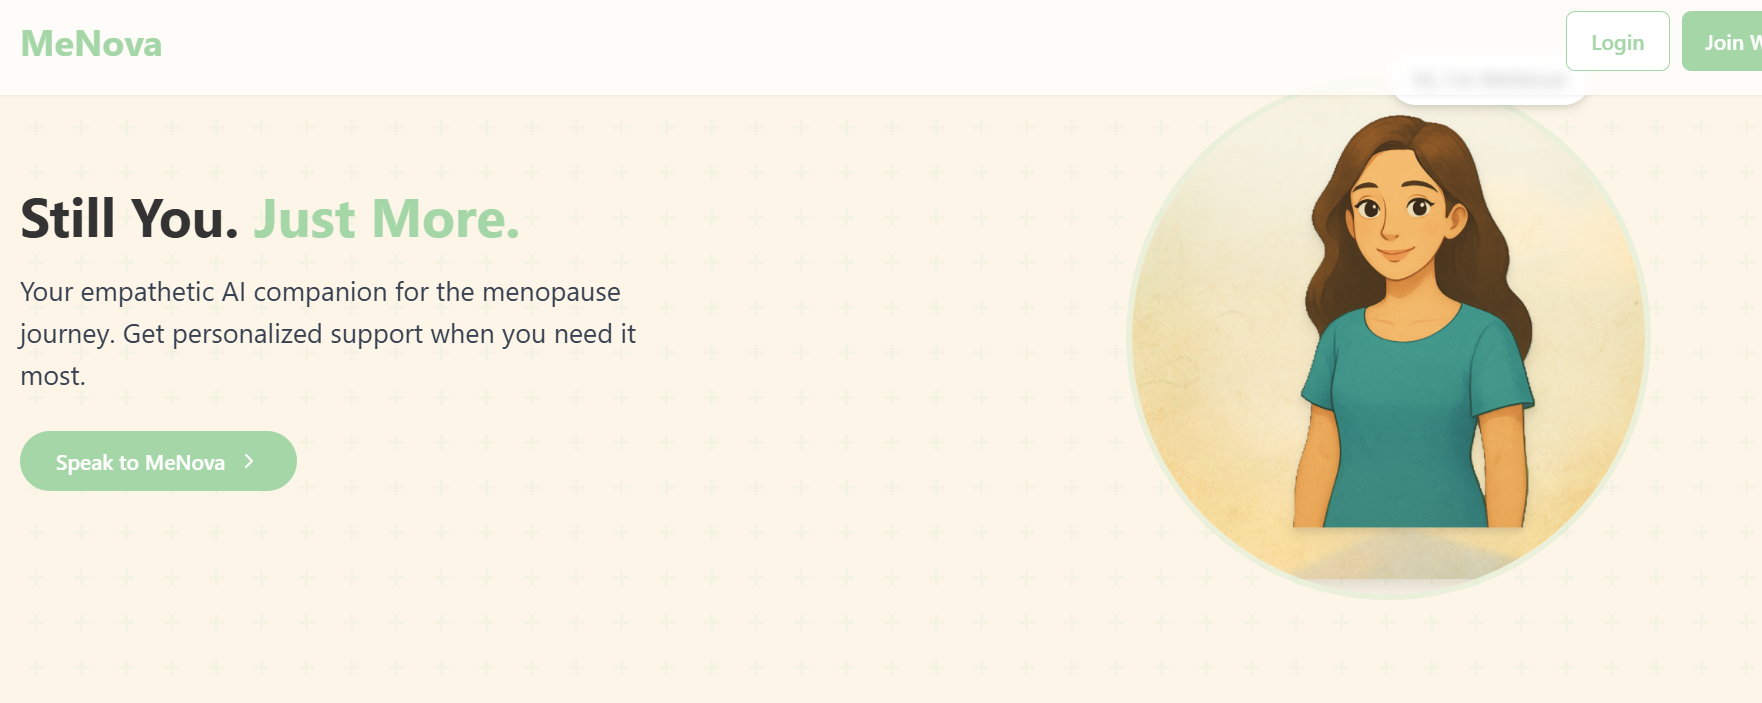 MeNova
Login
Join
Still You. Just More.
Your empathetic AI companion for the menopause
journey. Get personalized support when you need it
most.
Speak to MeNova